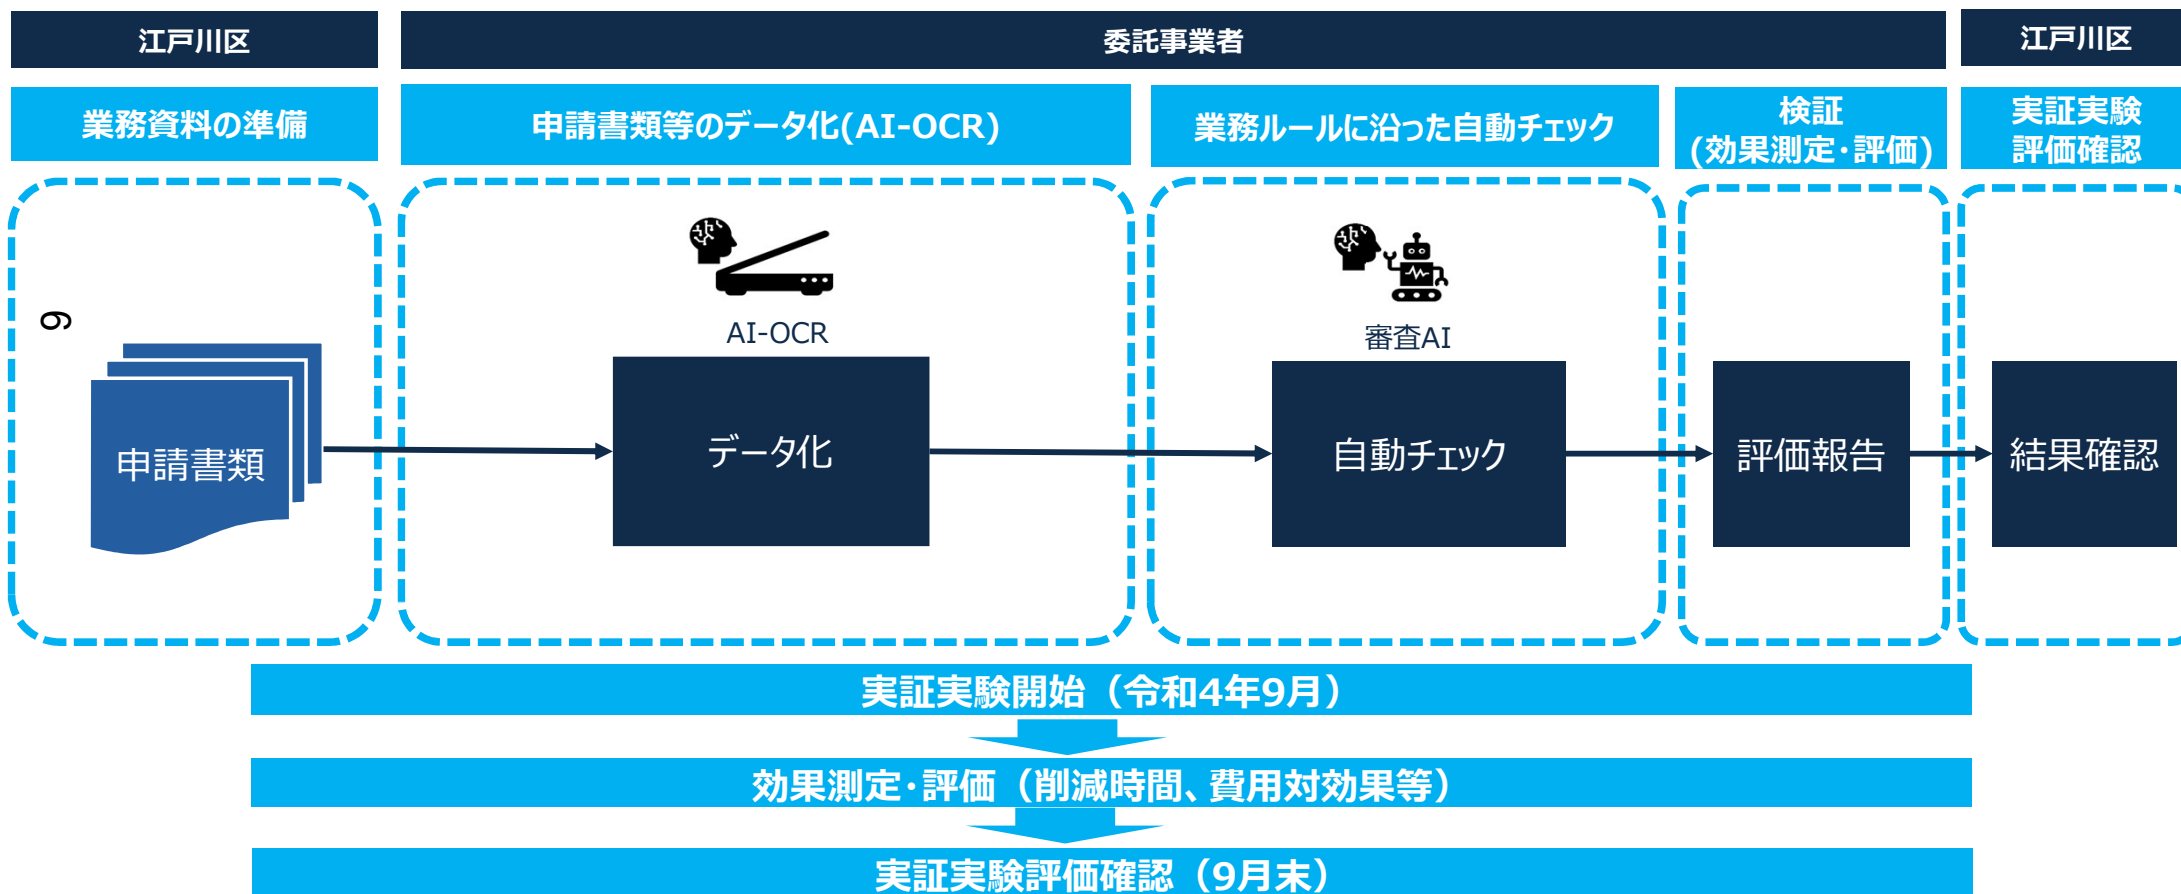 江戸川区
委託事業者
江戸川区
業務資料の準備
申請書類等のデータ化(AI-OCR)
業務ルールに沿った自動チェック
検証
(効果測定・評価)
実証実験
評価確認
9
AI-OCR
審査AI
申請書類
データ化
自動チェック
評価報告
結果確認
実証実験開始（令和4年9月）
効果測定・評価（削減時間、費用対効果等）
実証実験評価確認（9月末）